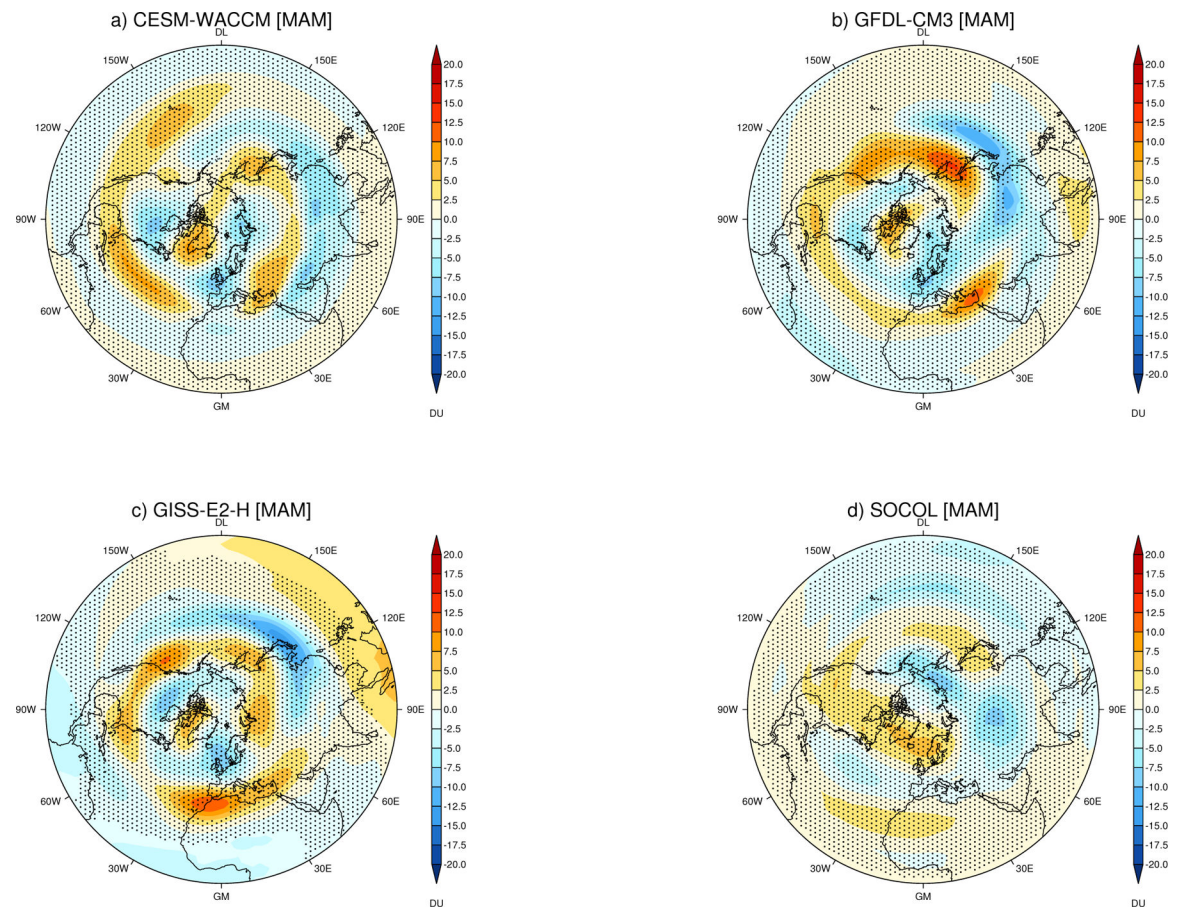 a) CESM-WACCM [MAM]
DL
150W
150E
120W
120E
90W
90E
60W
60E
30W
30E
GM
20.0
17.5
15.0
12.5
10.0
7.5
5.0
2.5
0.0
-2.5
-5.0
-7.5
-10.0
-12.5
-15.0
-17.5
-20.0
DU
b) GFDL-CM3 [MAM]
DL
150W
150E
120W
120E
90W
90E
60W
60E
30W
30E
GM
20.0
17.5
15.0
12.5
10.0
7.5
5.0
2.5
0.0
-2.5
-5.0
-7.5
-10.0
-12.5
-15.0
-17.5
-20.0
DU
c) GISS-E2-H [MAM]
DL
150W
150E
120W
120E
90W
90E
60W
60E
30W
30E
GM
20.0
17.5
15.0
12.5
10.0
7.5
5.0
2.5
0.0
-2.5
-5.0
-7.5
-10.0
-12.5
-15.0
-17.5
-20.0
DU
d) SOCOL [MAM]
DL
150W
150E
120W
120E
90W
90E
60W
60E
30W
30E
GM
20.0
17.5
15.0
12.5
10.0
7.5
5.0
2.5
0.0
-2.5
-5.0
-7.5
-10.0
-12.5
-15.0
-17.5
-20.0
DU